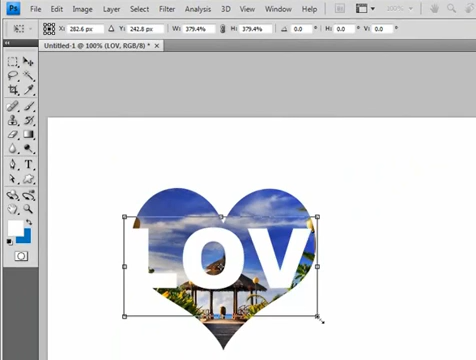 Ps File Edit Image Layer Select Filter Analysis 3D View Window Help 100%
X: 282.6 px Y: 242.8 px W: 379.4% H: 379.4% 0.0 ° H: 0.0 ° V: 0.0 °
Untitled-1 @ 100% (LOV, RGB/8) * ×
T
LOV